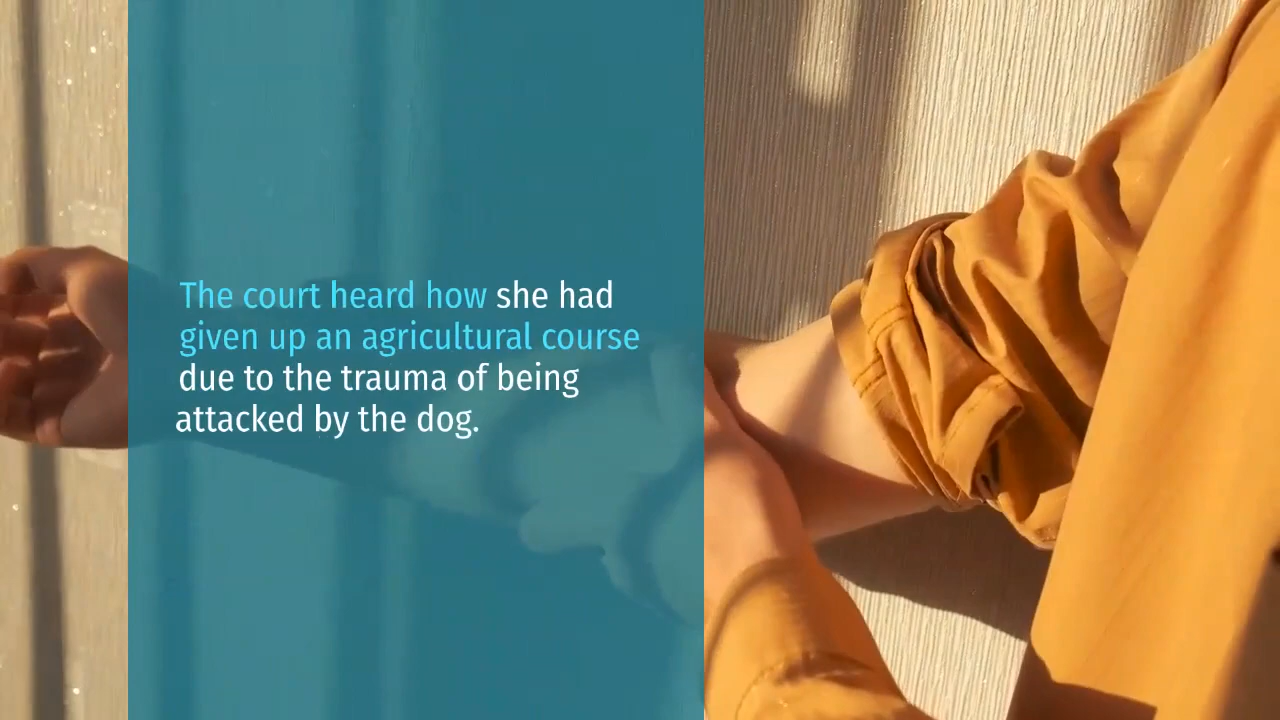 The court heard how she had
given up an agricultural course
due to the trauma of being
attacked by the dog.